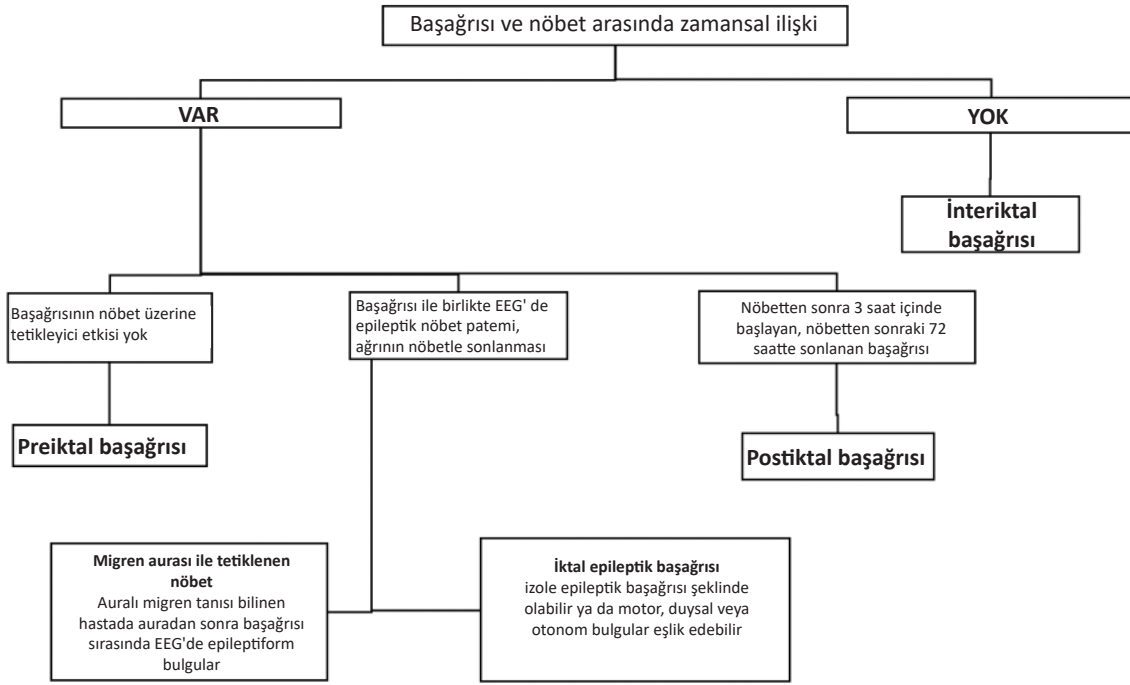 Başağrısı ve nöbet arasında zamansal ilişki
VAR
YOK
İnteriktal
başağrısı
Başağrısının nöbet üzerine
tetikleyici etkisi yok
Başağrısı ile birlikte EEG' de
epileptik nöbet patemi,
ağrının nöbetle sonlanması
Nöbetten sonra 3 saat içinde
başlayan, nöbetten sonraki 72
saatte sonlanan başağrısı
Preiktal başağrısı
Postiktal başağrısı
Migren aurası ile tetiklenen
nöbet
Auralı migren tanısı bilinen
hastada auradan sonra başağrısı
sırasında EEG'de epileptiform
bulgular
İktal epileptik başağrısı
izole epileptik başağrısı şeklinde
olabilir ya da motor, duysal veya
otonom bulgular eşlik edebilir